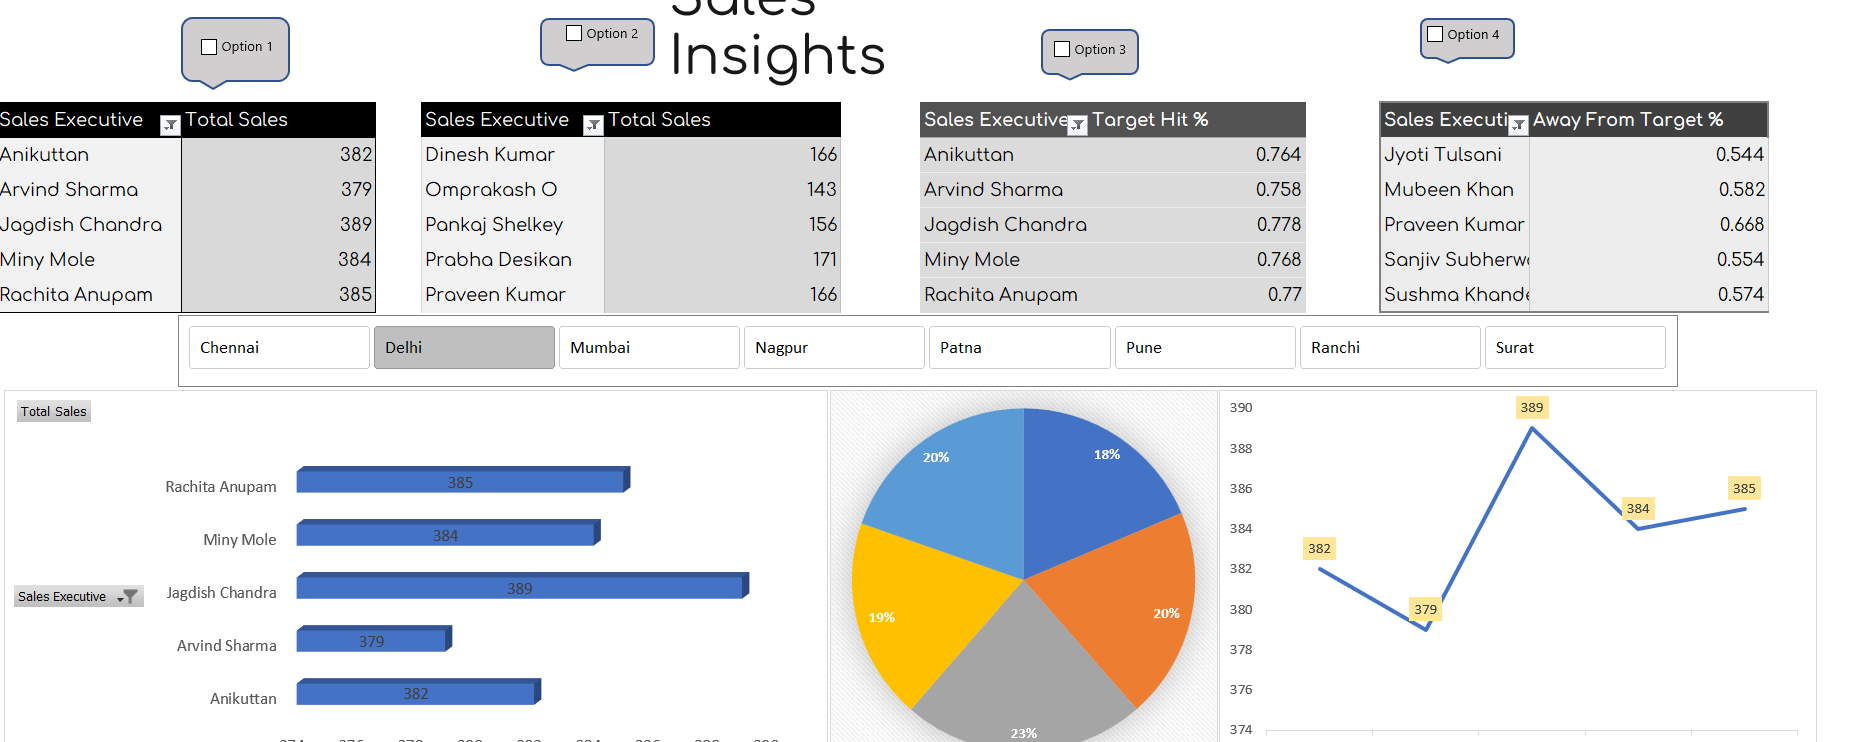 Sales
Insights
Option 1
Option 2
Option 3
Option 4
Sales Executive Total Sales
Anikuttan 382
Arvind Sharma 379
Jagdish Chandra 389
Miny Mole 384
Rachita Anupam 385
Sales Executive Total Sales
Dinesh Kumar 166
Omprakash O 143
Pankaj Shelkey 156
Prabha Desikan 171
Praveen Kumar 166
Sales Executive Target Hit %
Anikuttan 0.764
Arvind Sharma 0.758
Jagdish Chandra 0.778
Miny Mole 0.768
Rachita Anupam 0.77
Sales Executi Away From Target %
Jyoti Tulsani 0.544
Mubeen Khan 0.582
Praveen Kumar 0.668
Sanjiv Subherw 0.554
Sushma Khand 0.574
Chennai Delhi Mumbai Nagpur Patna Pune Ranchi Surat
Total Sales
Sales Executive
Rachita Anupam 385
Miny Mole 384
Jagdish Chandra 389
Arvind Sharma 379
Anikuttan 382
18%
20%
23%
19%
20%
390
388
386
384
382
380
378
376
374
382
379
389
384
385